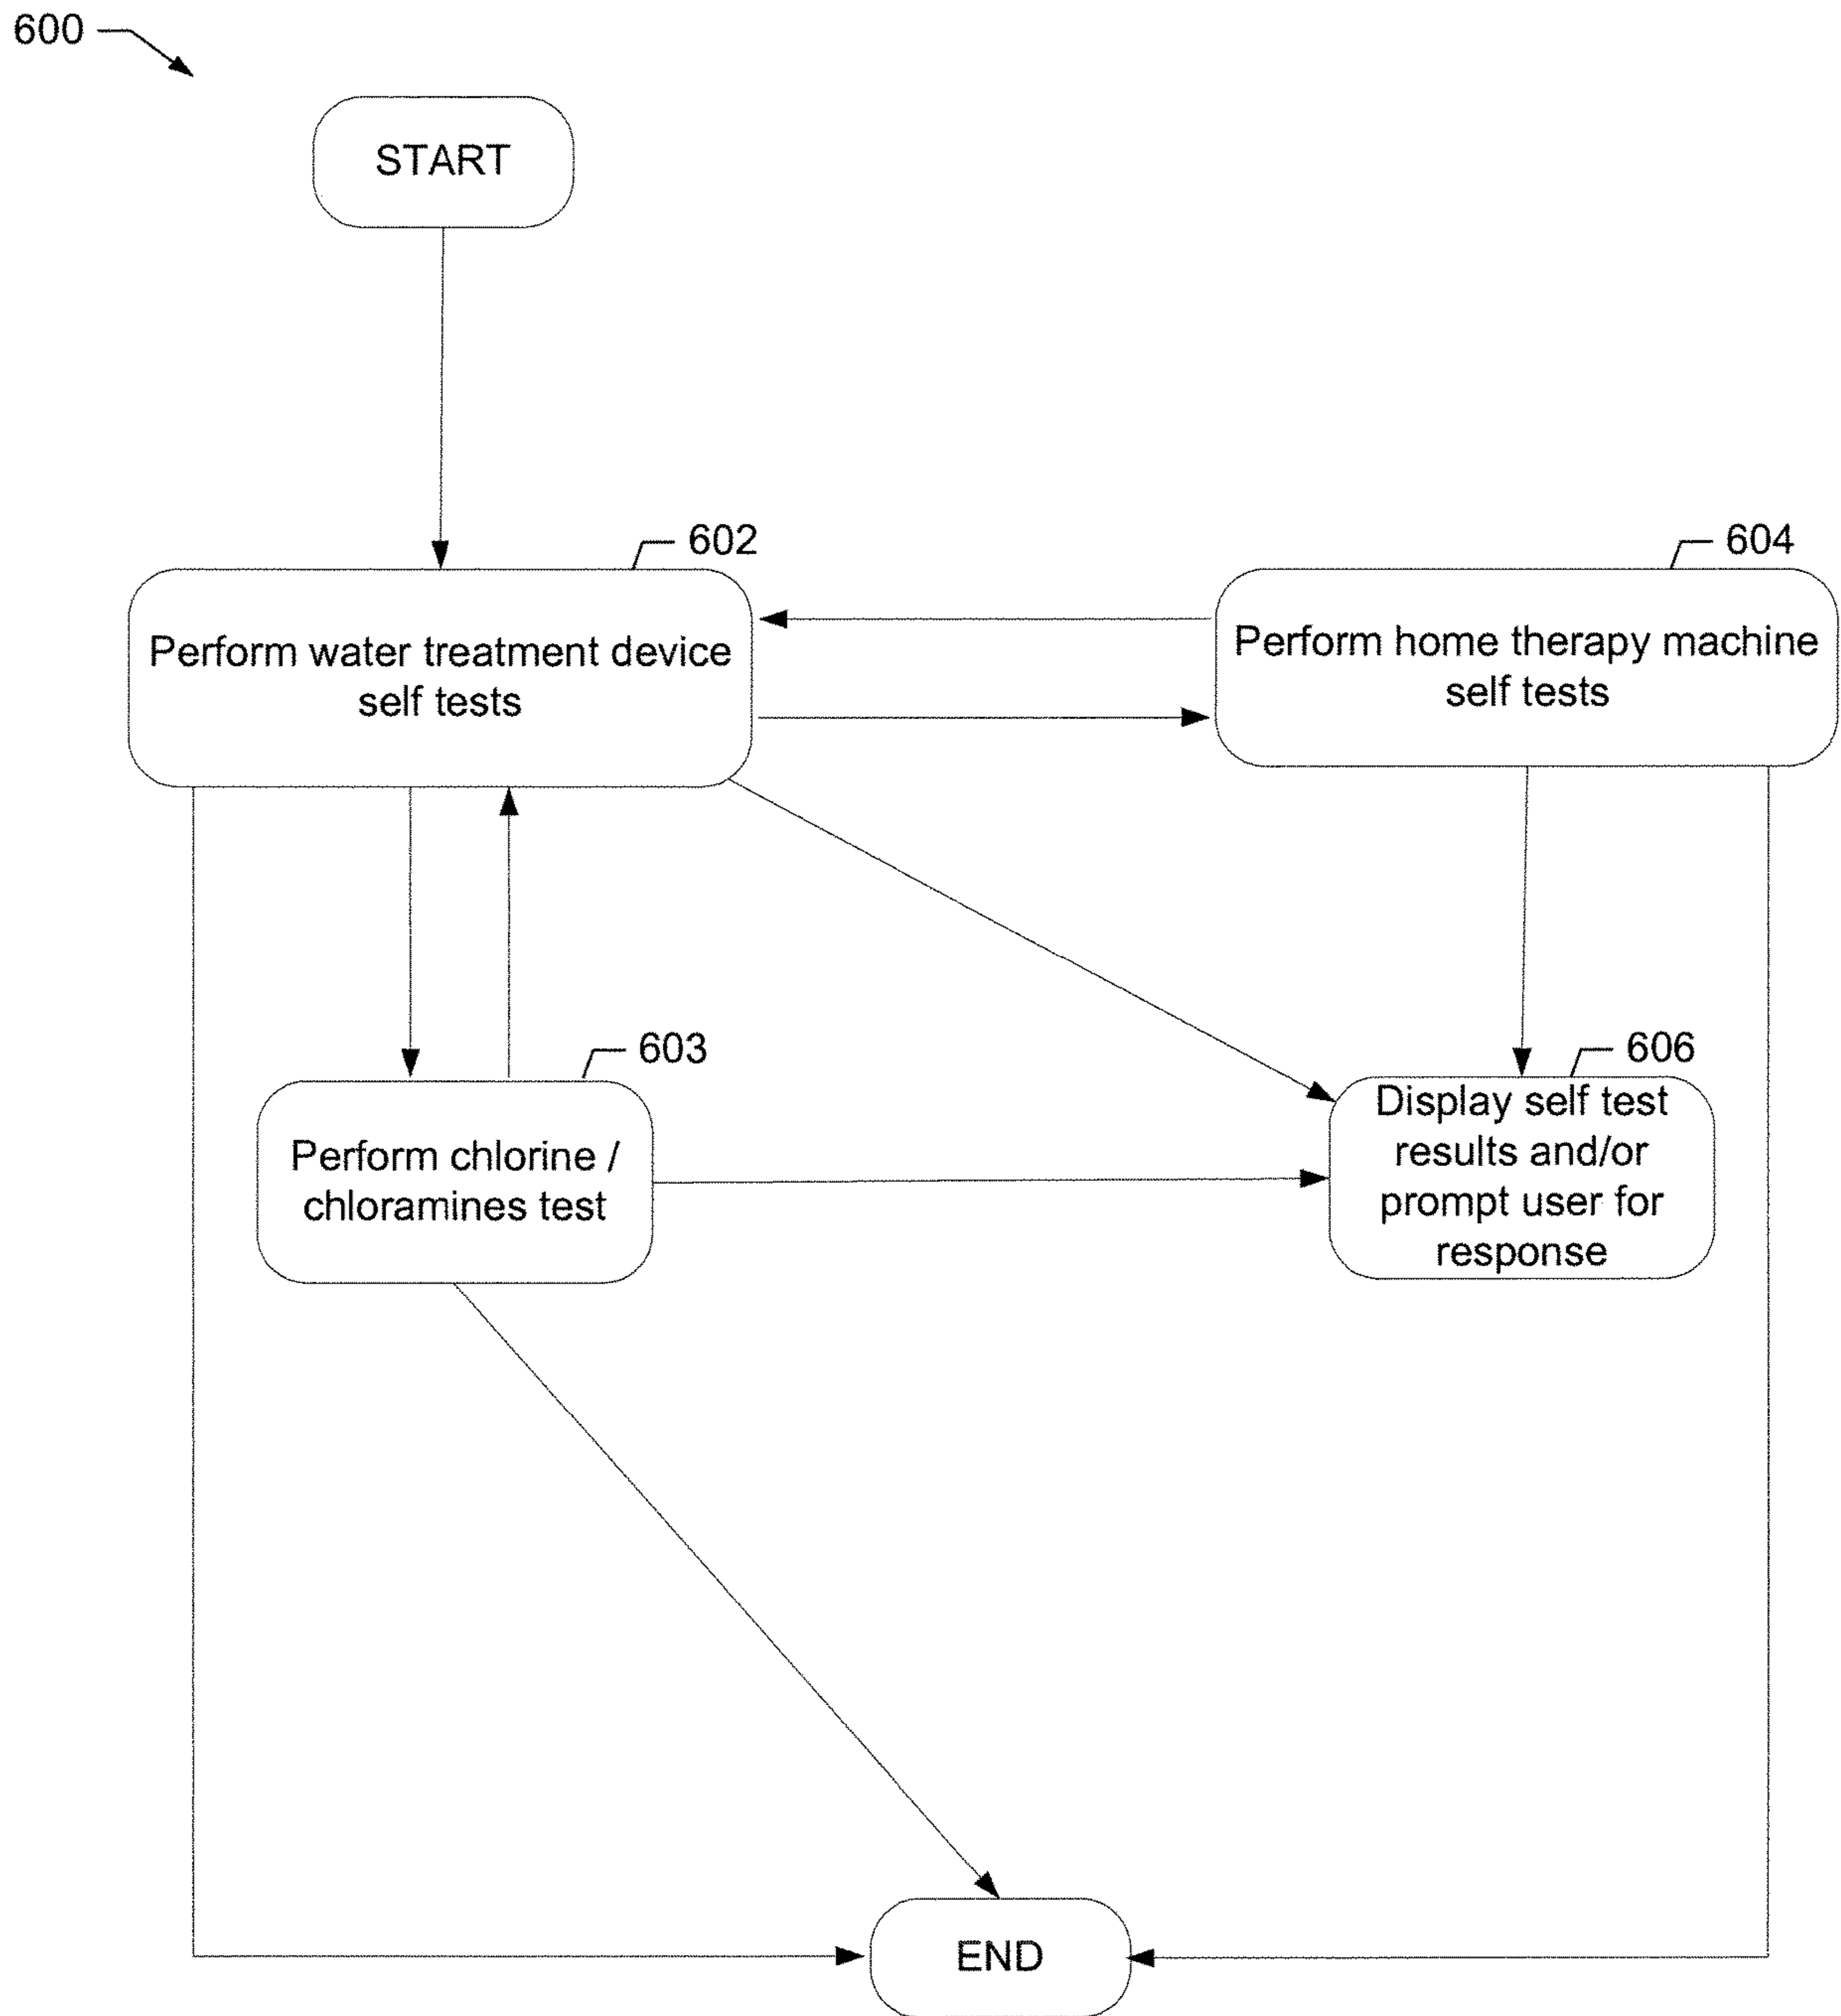 600
START
602
604
Perform water treatment device
self tests
Perform home therapy machine
self tests
603
606
Perform chlorine /
chloramines test
Display self test
results and/or
prompt user for
response
END